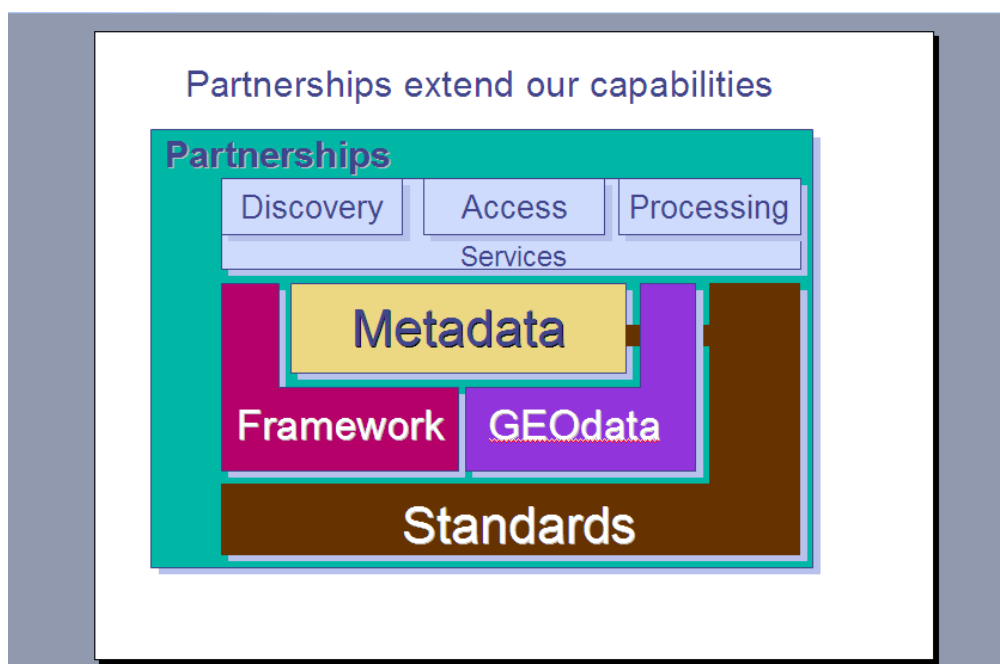 Partnerships extend our capabilities
Partnerships
Discovery Access Processing
Services
Metadata
Framework GEOdata
Standards